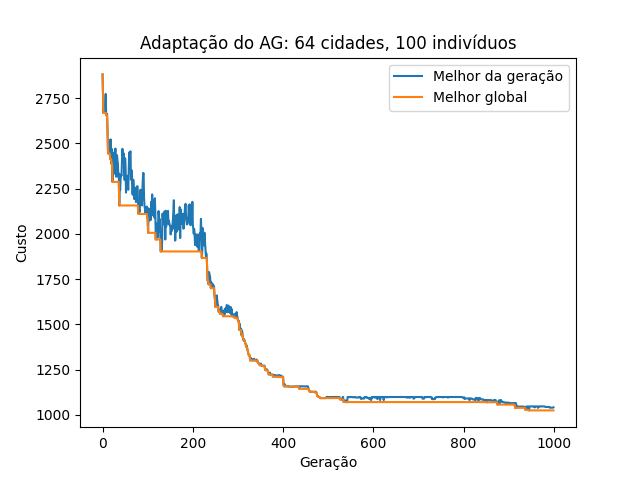 Adaptação do AG: 64 cidades, 100 indivíduos
Melhor da geração
Melhor global
Custo
2750
2500
2250
2000
1750
1500
1250
1000
0 200 400 600 800 1000
Geração